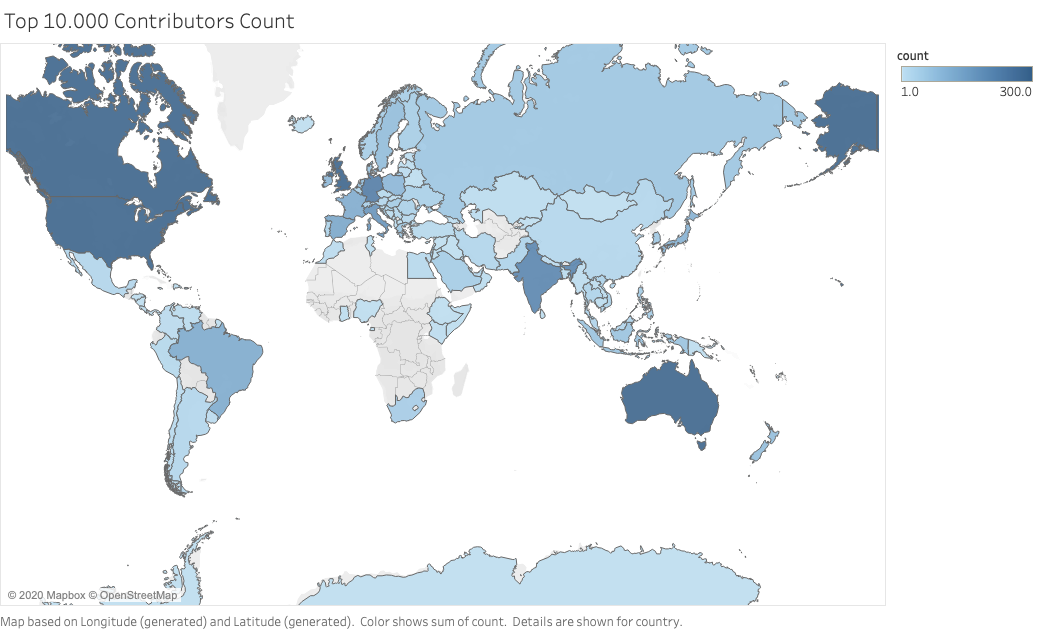 Top 10.000 Contributors Count
count
1.0 300.0
© 2020 Mapbox © OpenStreetMap
Map based on Longitude (generated) and Latitude (generated). Color shows sum of count. Details are shown for country.